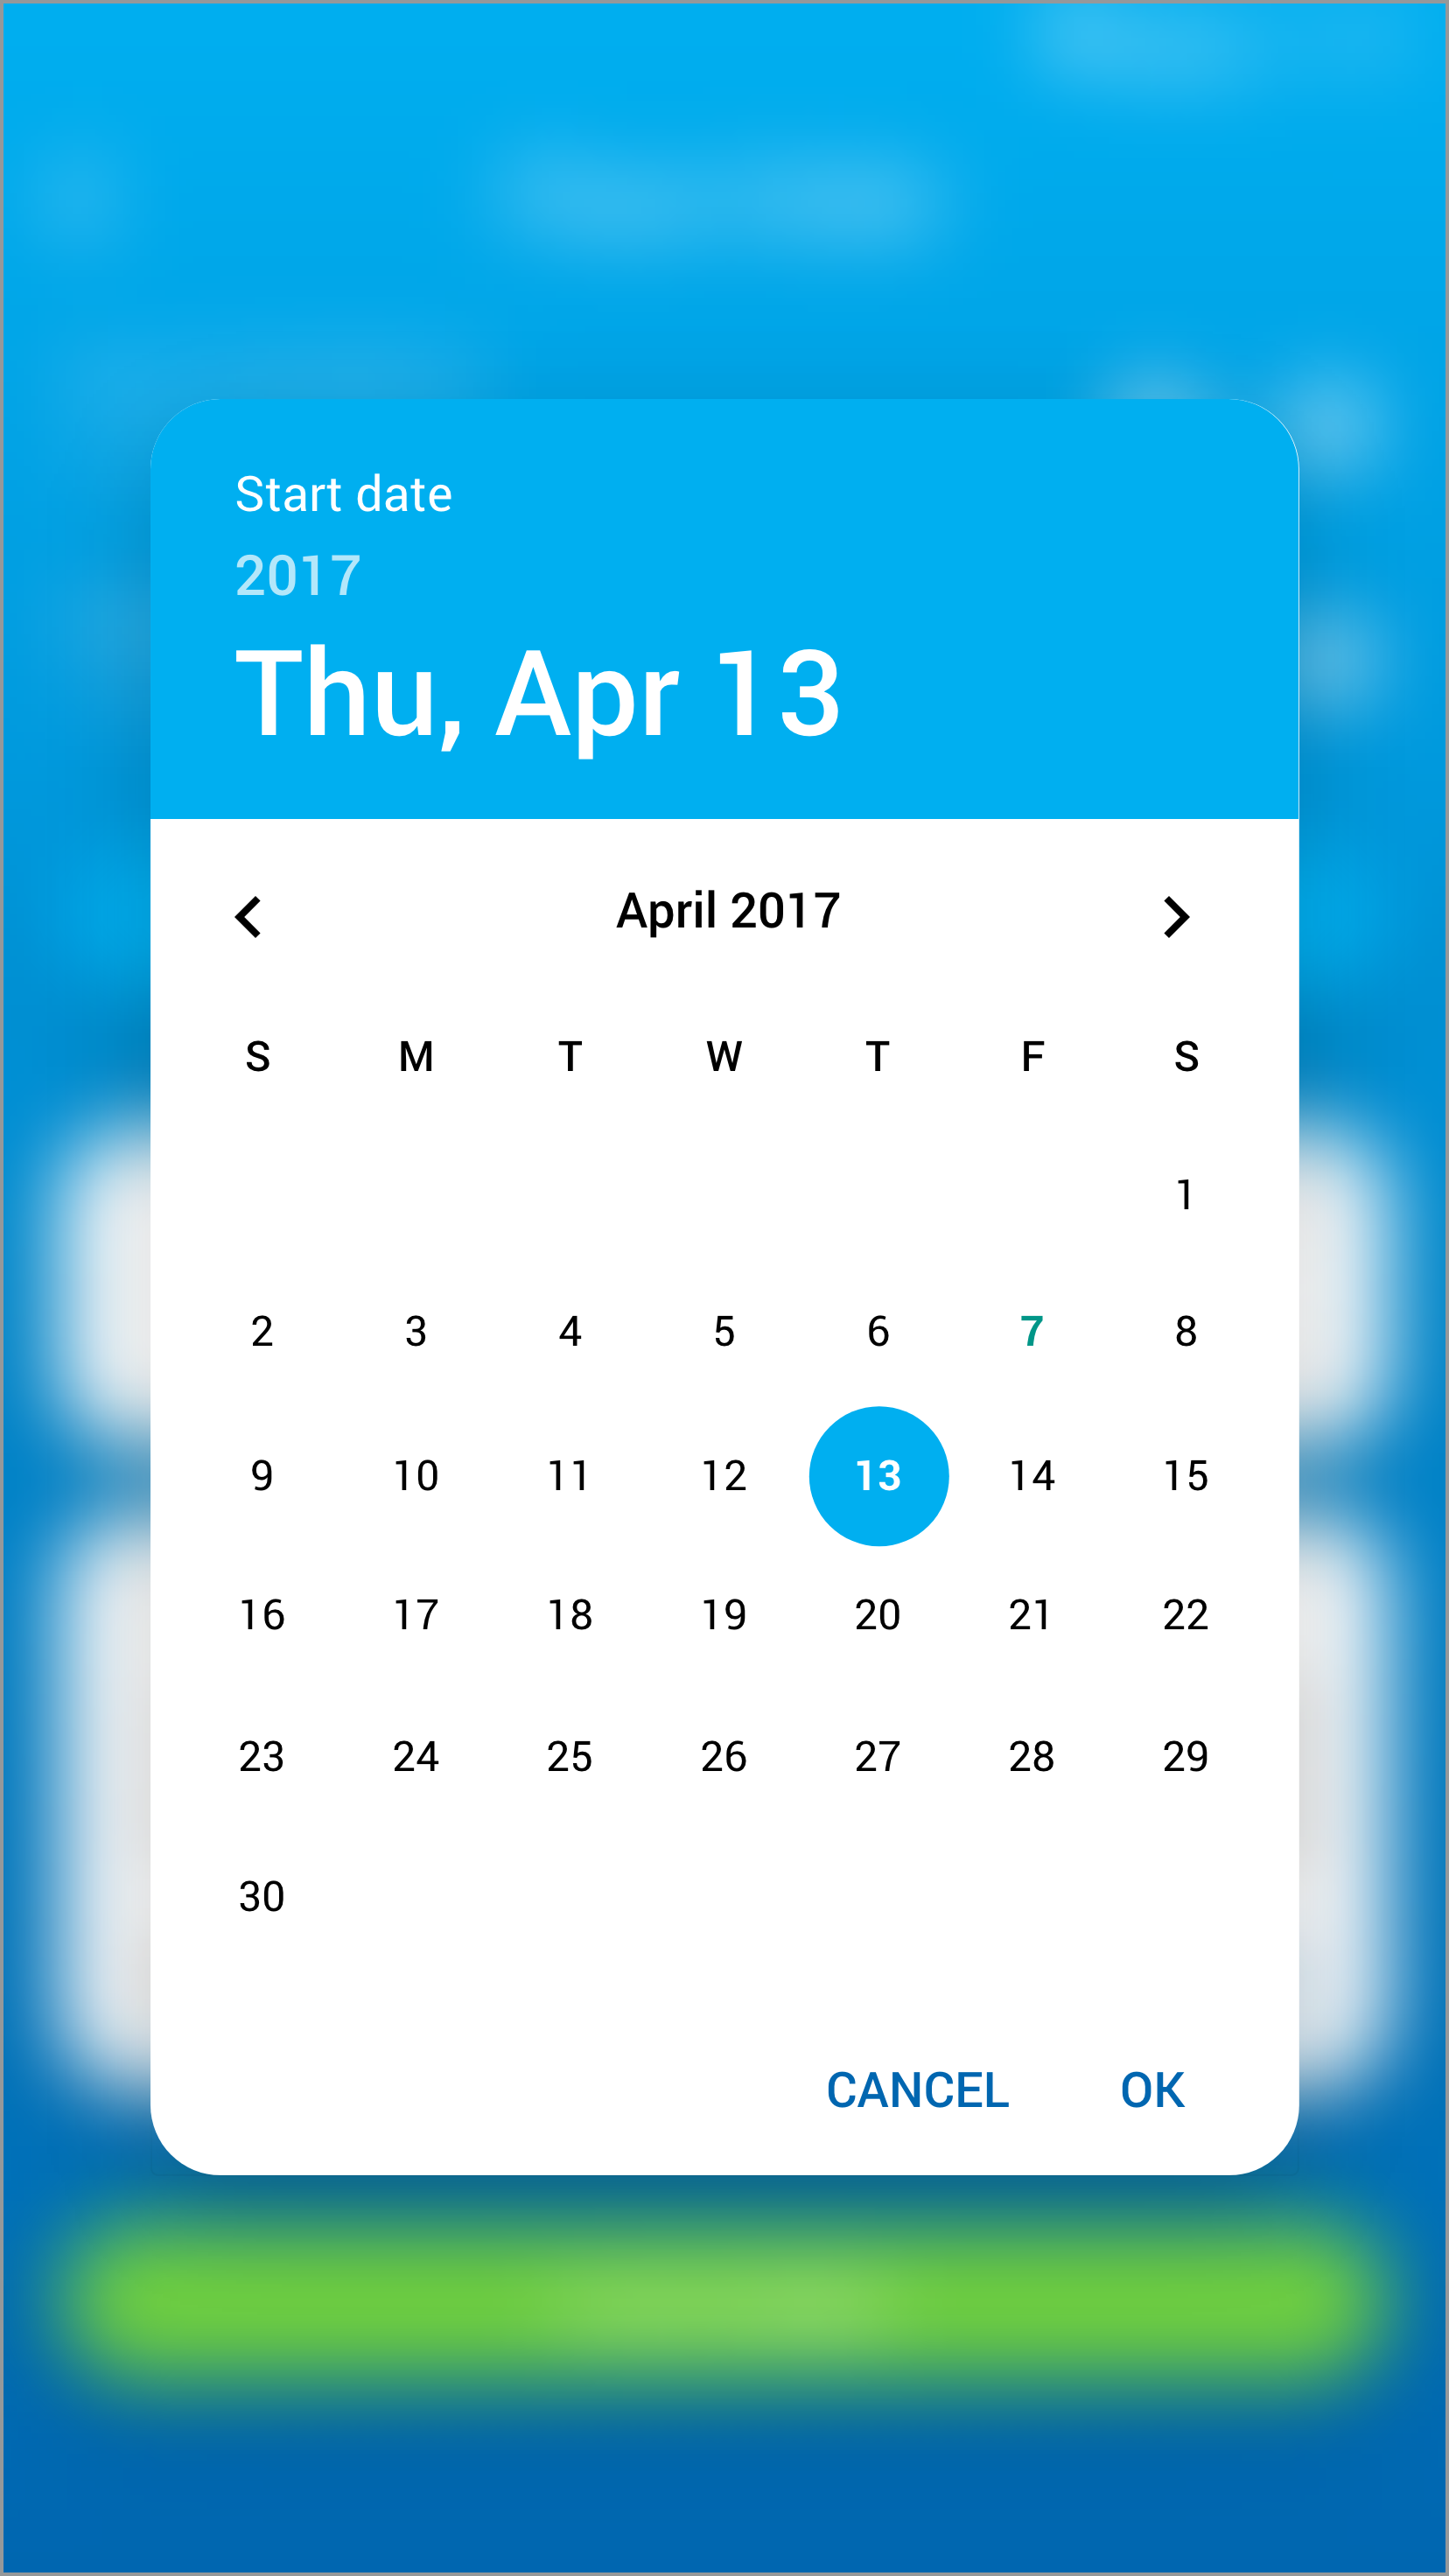 Start date
2017
Thu, Apr 13
April 2017
S M T W T F S
1
2 3 4 5 6 7 8
9 10 11 12 13 14 15
16 17 18 19 20 21 22
23 24 25 26 27 28 29
30
CANCEL OK